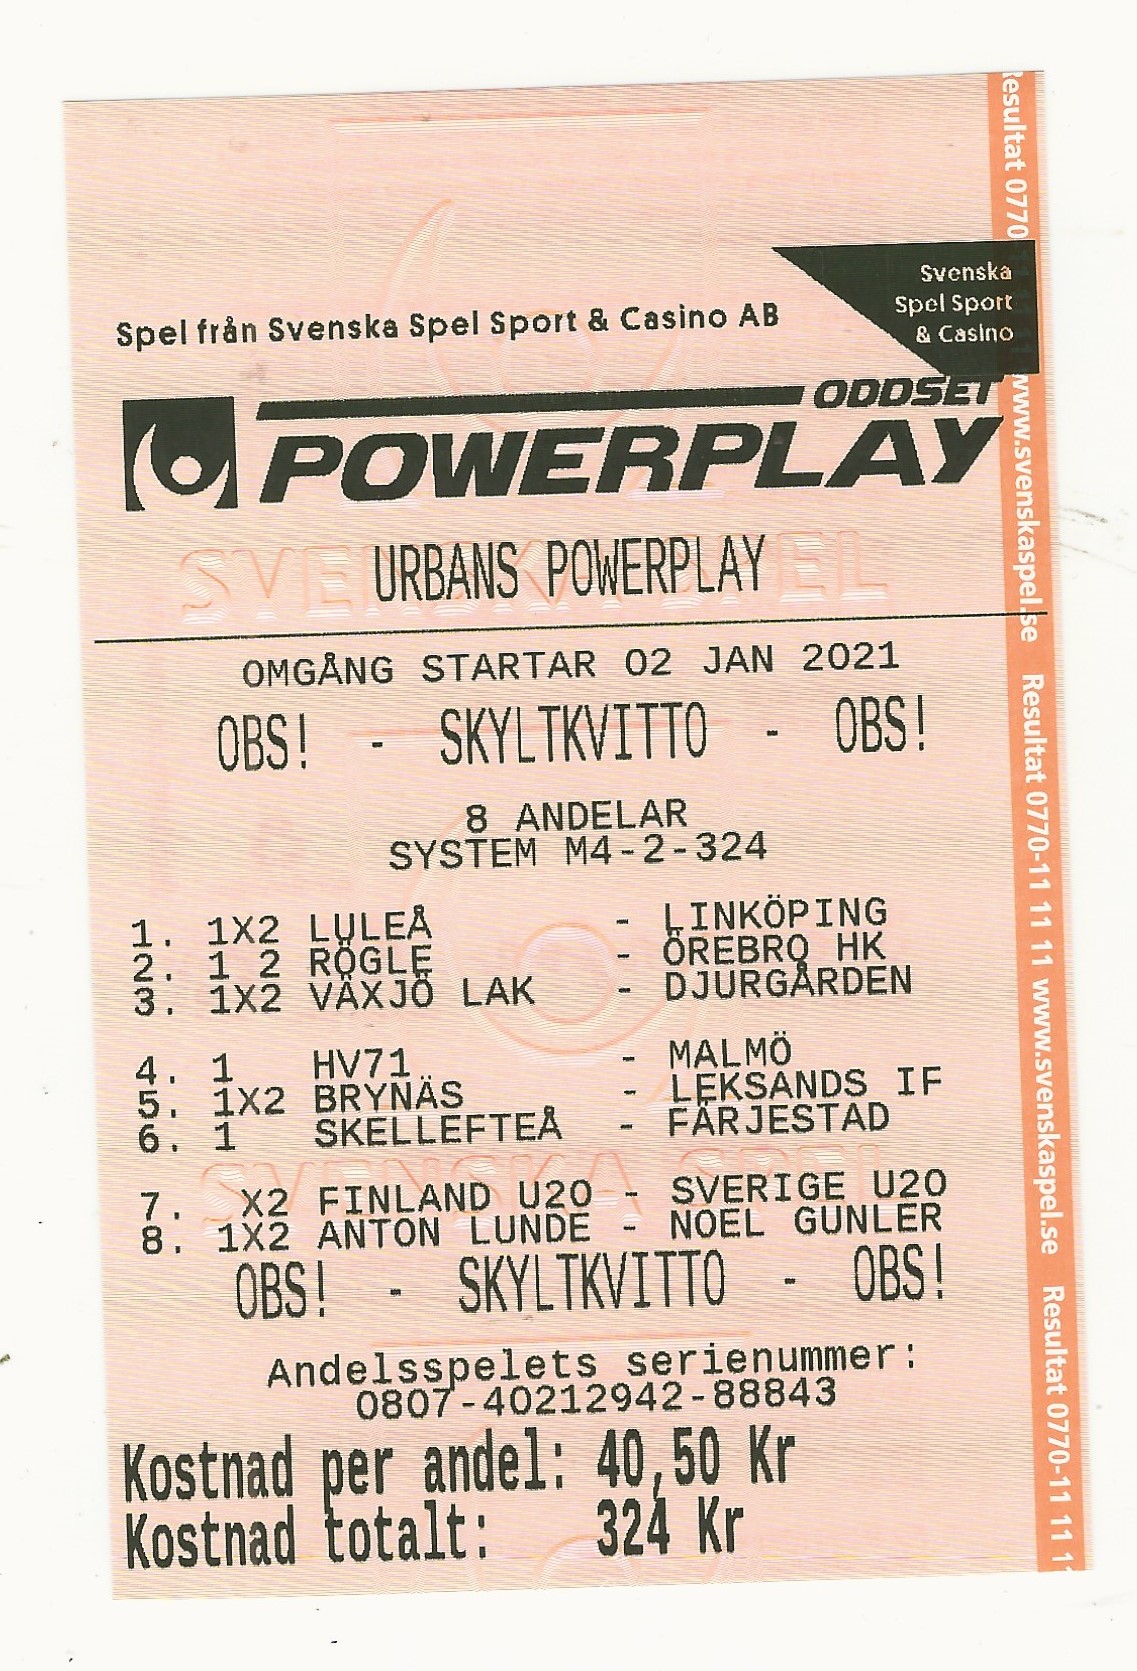 Svenska
Spel Sport
& Casino
Spel från Svenska Spel Sport & Casino AB
ODDSET
POWERPLAY
SVENSKA SPEL
URBANS POWERPLAY
OMGÅNG STARTAR 02 JAN 2021
OBS! - SKYLTKVITTO - OBS!
8 ANDELAR
SYSTEM M4-2-324
1. 1X2 LULEÅ - LINKÖPING
2. 1 2 RÖGLE - ÖREBRO HK
3. 1X2 VÄXJÖ LAK - DJURGÅRDEN
4. 1 HV71 - MALMÖ
5. 1X2 BRYNÄS - LEKSANDS IF
6. 1 SKELLEFTEÅ - FÄRJESTAD
SVENSKA SPEL
7. X2 FINLAND U20 - SVERIGE U20
8. 1X2 ANTON LUNDE - NOEL GUNLER
OBS! - SKYLTKVITTO - OBS!
Andelsspelets serienummer:
0807-40212942-88843
Kostnad per andel: 40,50 Kr
Kostnad totalt: 324 Kr
Resultat 0770 www.svenskaspel.se Resultat 0770-11 11 11 www.svenskaspel.se Resultat 0770-11 11 11